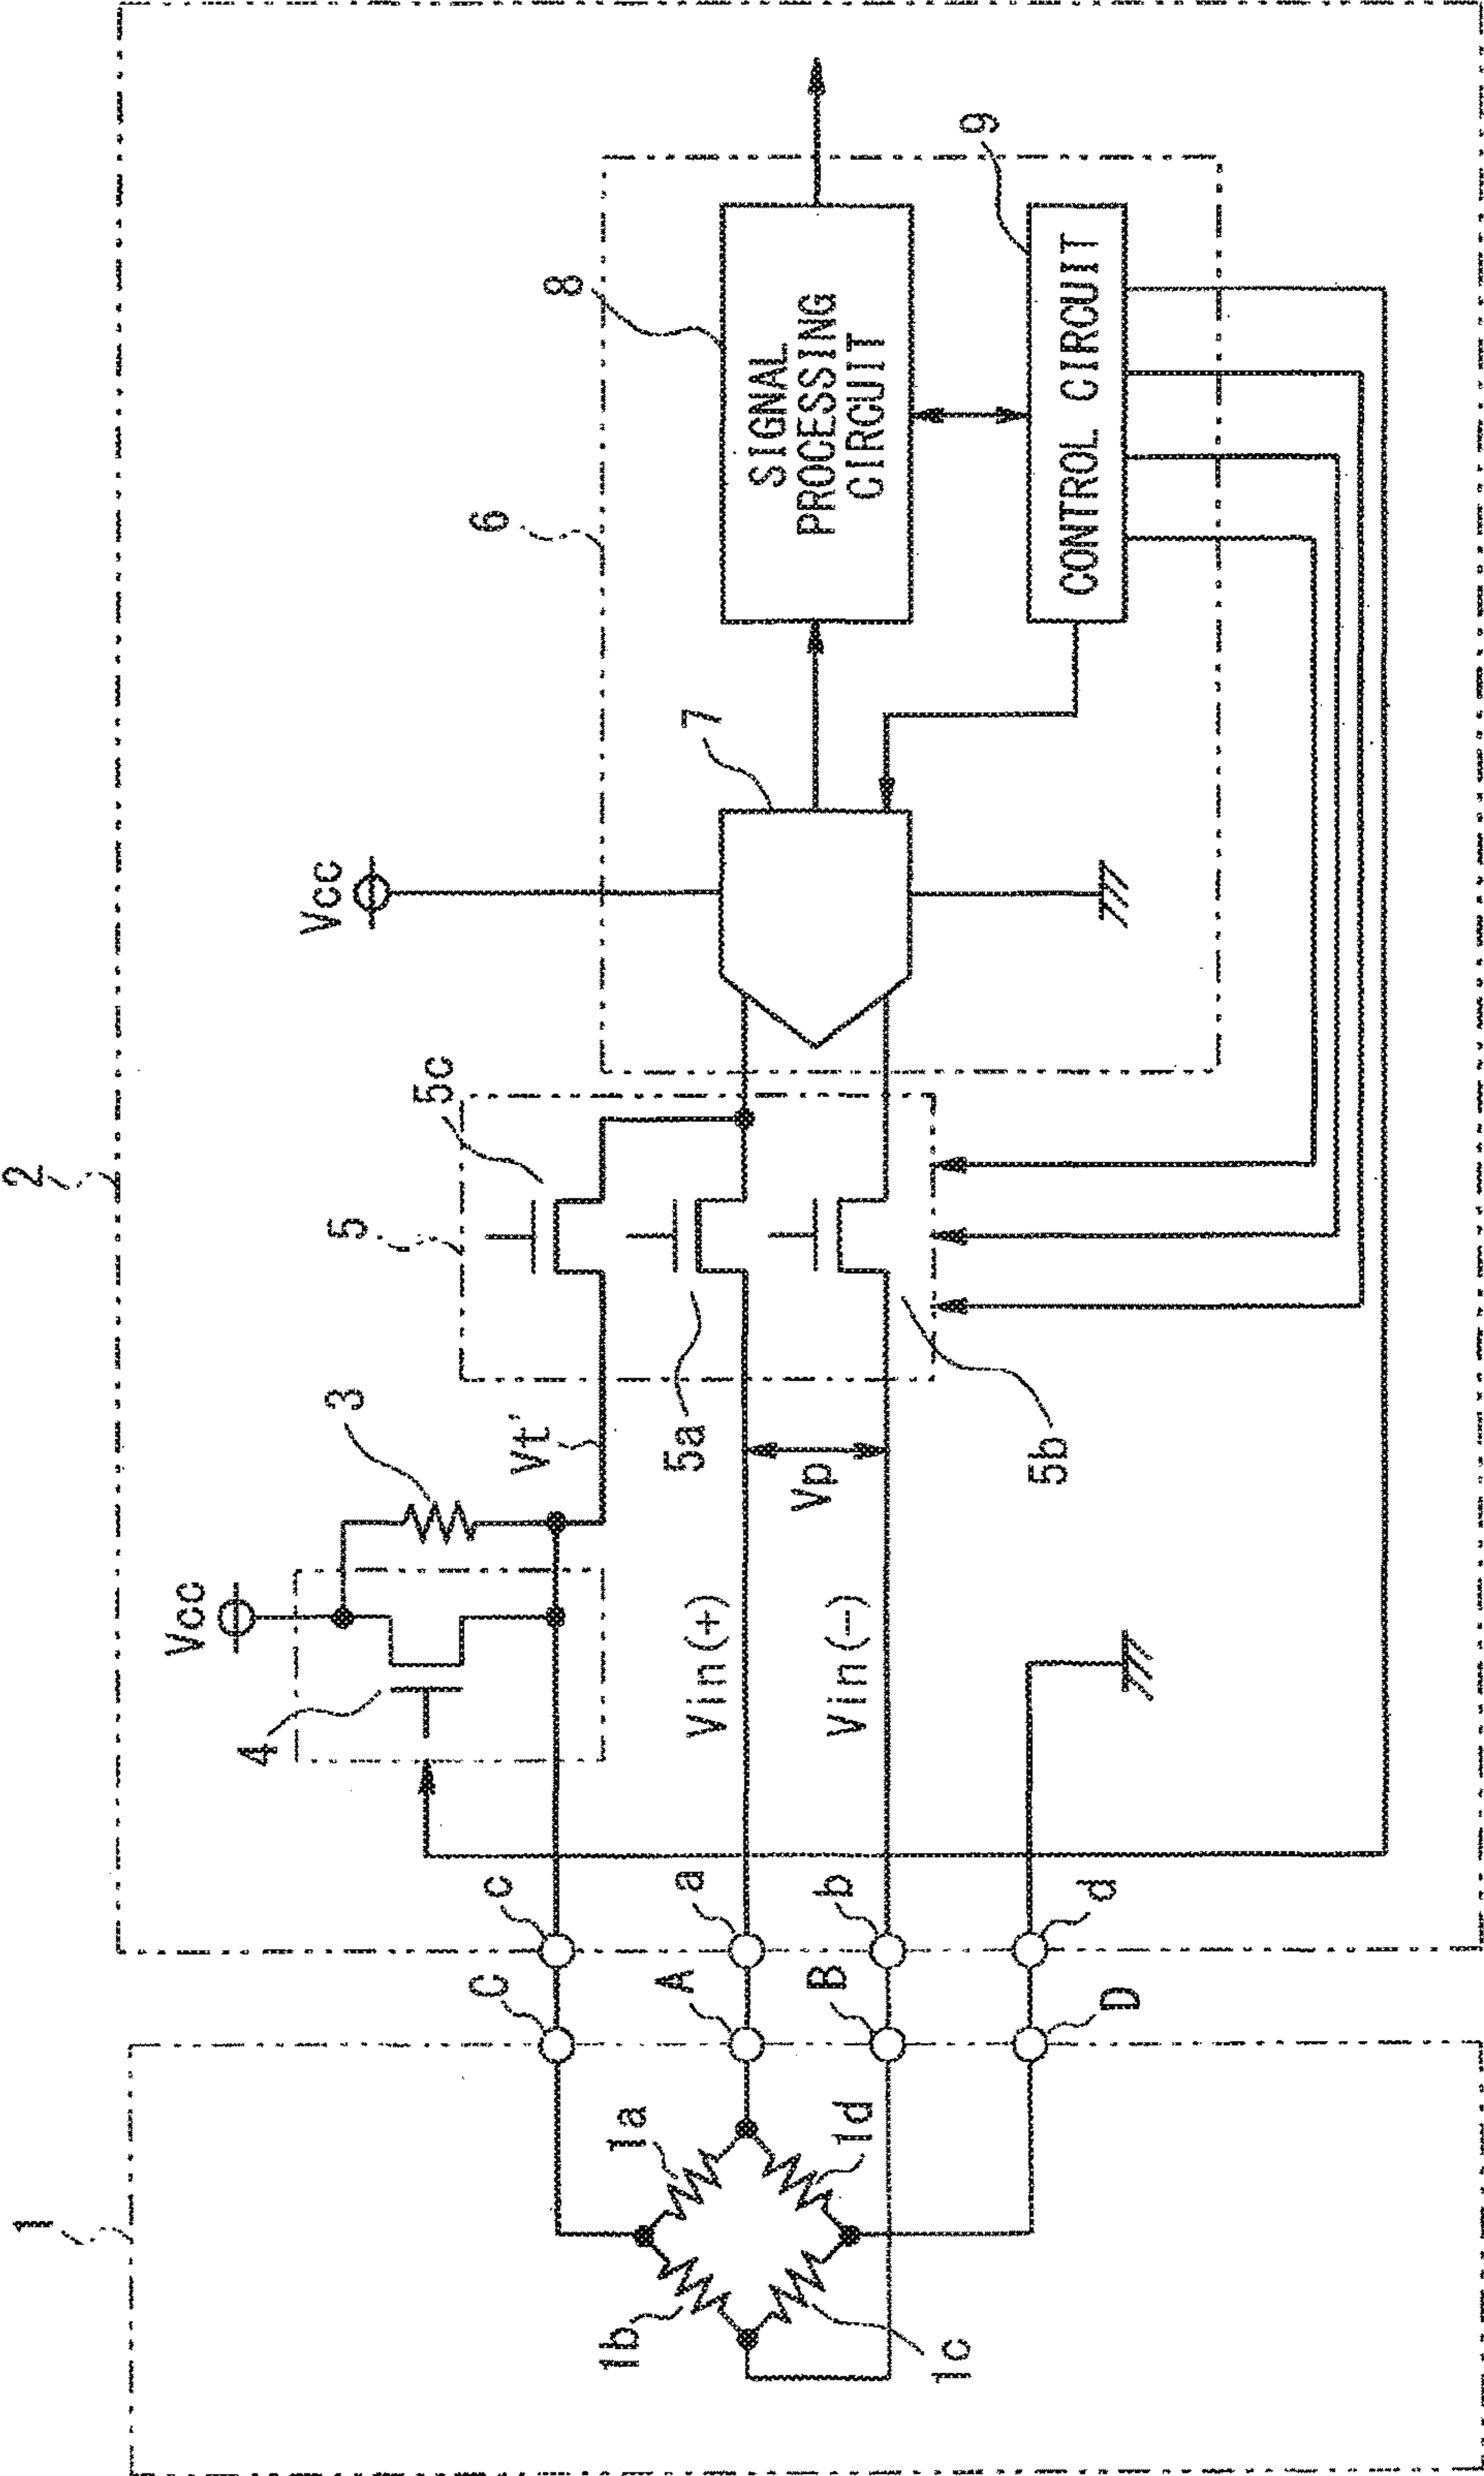 1
2
1b
1a
1c
1d
C
A
B
D
c
a
b
d
4
Vcc
3
Vin(+)
Vin(-)
Vt'
Vp
5
5a
5b
5c
Vcc
6
7
8
SIGNAL
PROCESSING
CIRCUIT
9
CONTROL CIRCUIT